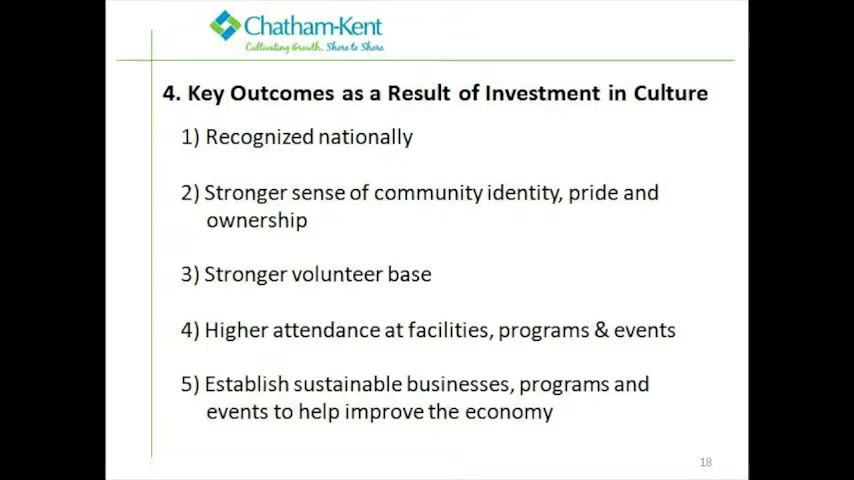 Chatham-Kent
Cultivating Growth, Shore to Shore
4. Key Outcomes as a Result of Investment in Culture
1) Recognized nationally
2) Stronger sense of community identity, pride and
ownership
3) Stronger volunteer base
4) Higher attendance at facilities, programs & events
5) Establish sustainable businesses, programs and
events to help improve the economy
18